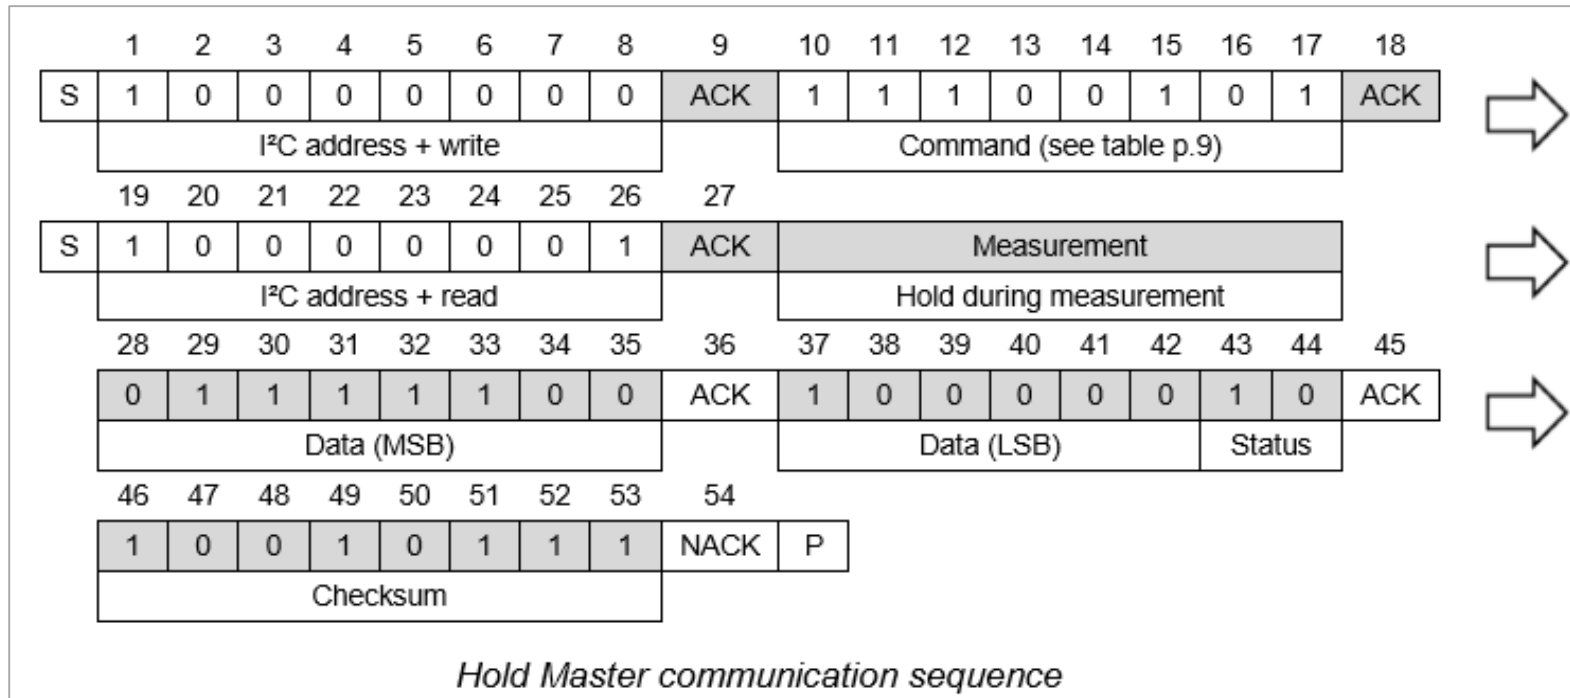 1 2 3 4 5 6 7 8 9 10 11 12 13 14 15 16 17 18
S 1 0 0 0 0 0 0 0 ACK 1 1 1 0 0 1 0 1 ACK
I²C address + write Command (see table p.9)
19 20 21 22 23 24 25 26 27
S 1 0 0 0 0 0 0 1 ACK Measurement
I²C address + read Hold during measurement
28 29 30 31 32 33 34 35 36 37 38 39 40 41 42 43 44 45
0 1 1 1 1 1 0 0 ACK 1 0 0 0 0 0 1 0 ACK
Data (MSB) Data (LSB) Status
46 47 48 49 50 51 52 53 54
1 0 0 1 0 1 1 1 NACK P
Checksum
Hold Master communication sequence